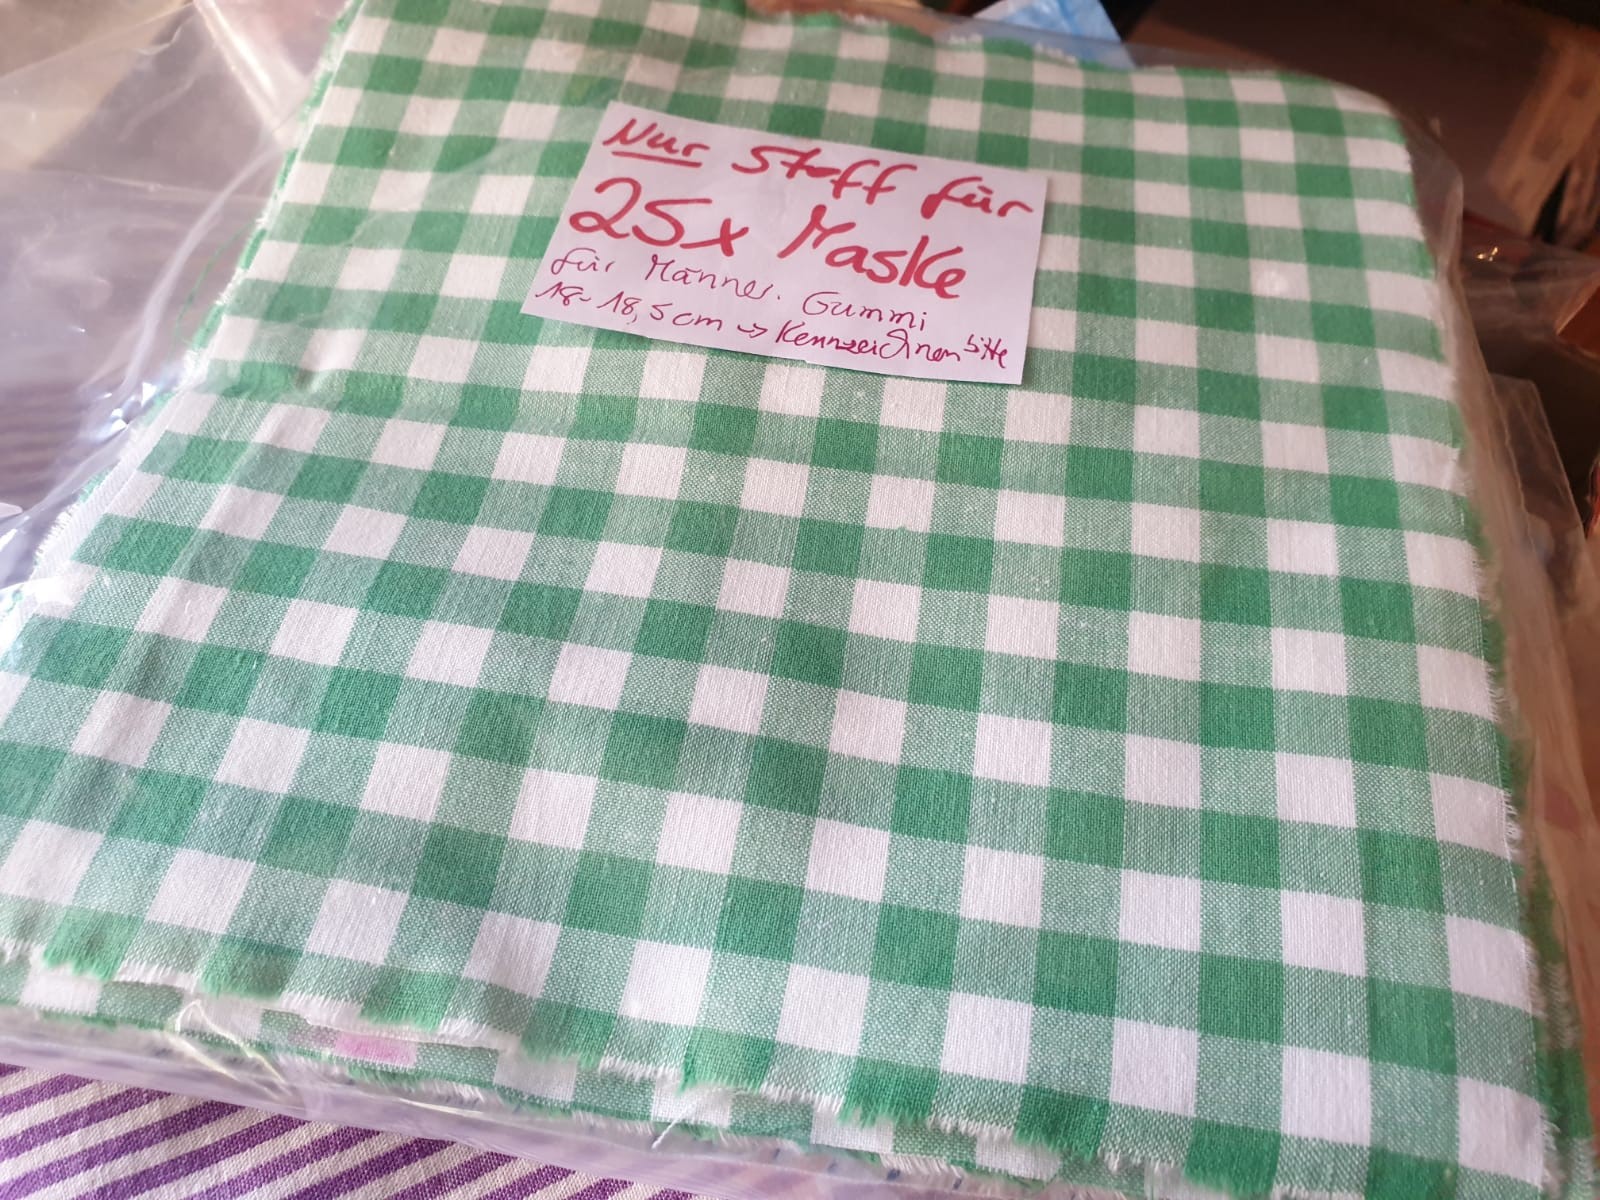 Nur Stoff für
25x Maske
für Männer. Gummi
18-18,5cm → Kennzeichnen bitte